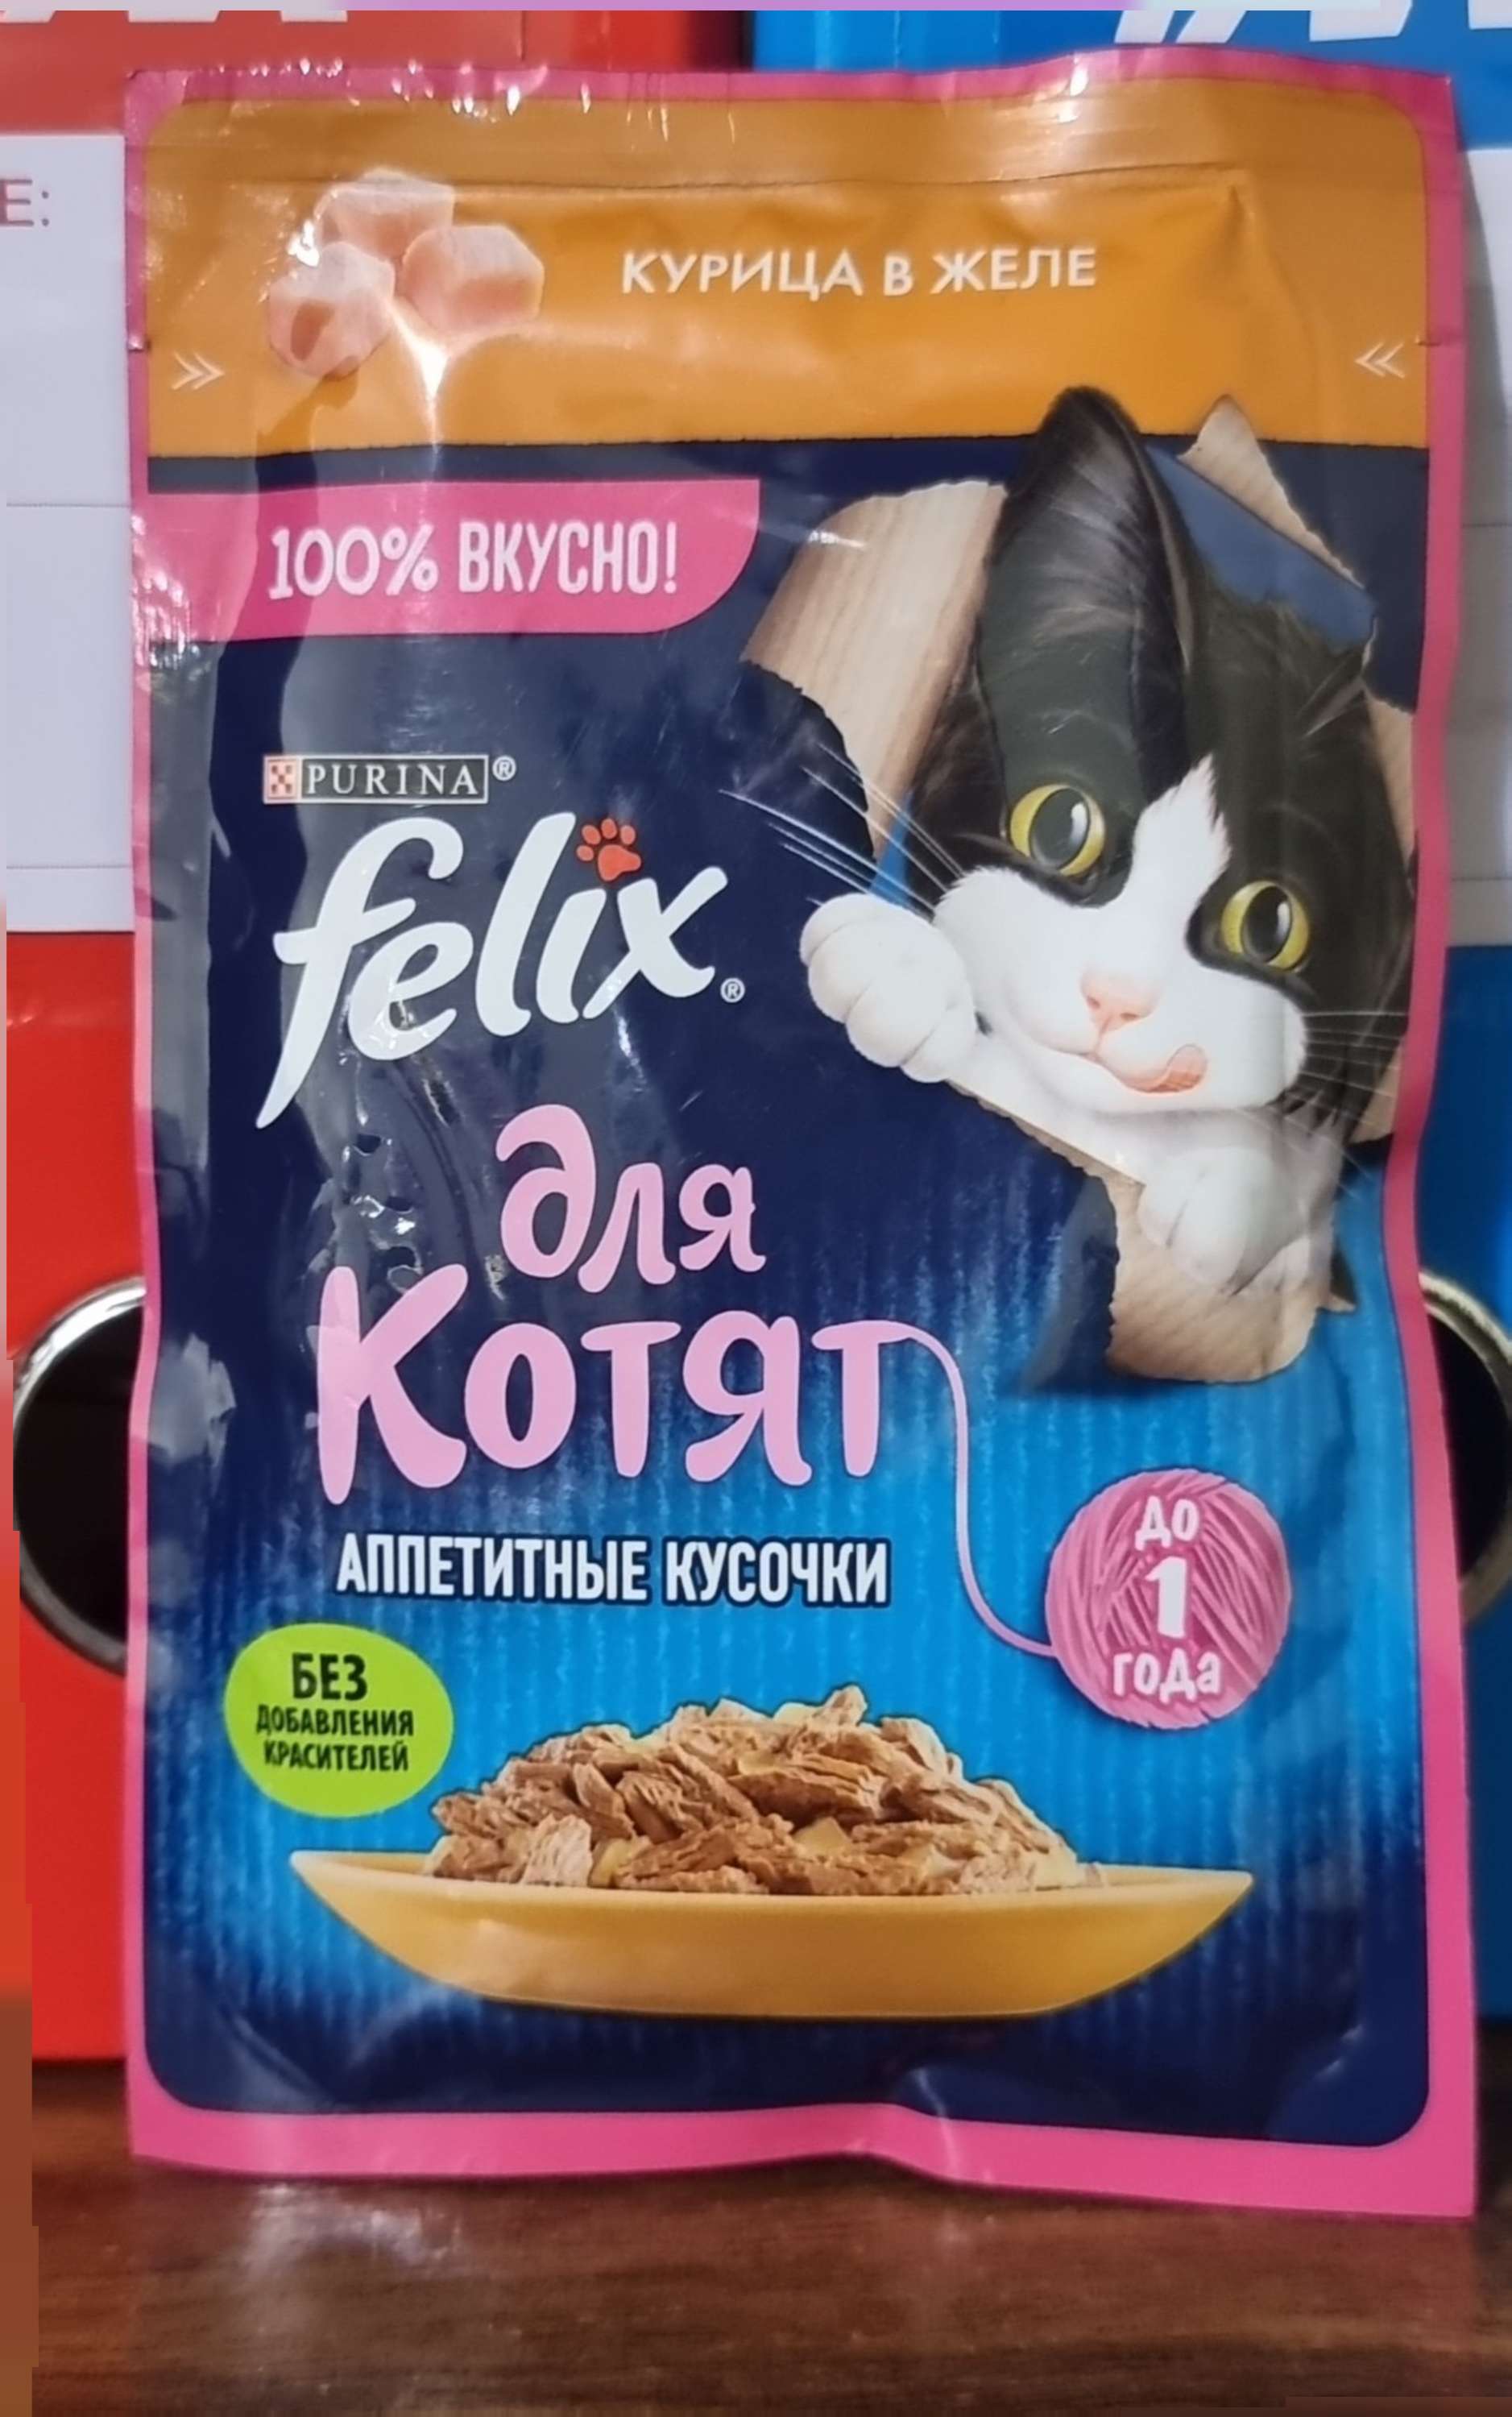 Е:
КУРИЦА В ЖЕЛЕ
100% ВКУСНО!
PURINA®
felix®
для
Котят
АППЕТИТНЫЕ КУСОЧКИ
ДО
1
ГОДА
БЕЗ
ДОБАВЛЕНИЯ
КРАСИТЕЛЕЙ